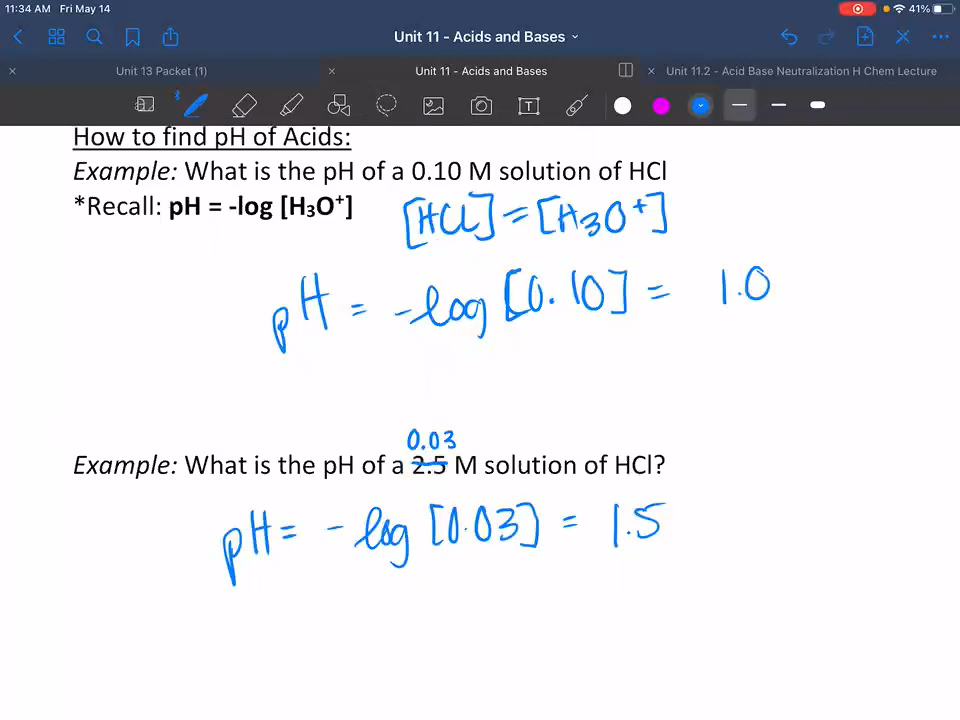 11:34 AM Fri May 14 41%
Unit 11 - Acids and Bases
Unit 13 Packet (1) Unit 11 - Acids and Bases Unit 11.2 - Acid Base Neutralization H Chem Lecture
T
How to find pH of Acids:
Example: What is the pH of a 0.10 M solution of HCl
*Recall: pH = -log [H₃O⁺] [HCl] = [H₃O⁺]
pH = -log [0.10] = 1.0
0.03
Example: What is the pH of a 2.5 M solution of HCl?
pH = -log [0.03] = 1.5